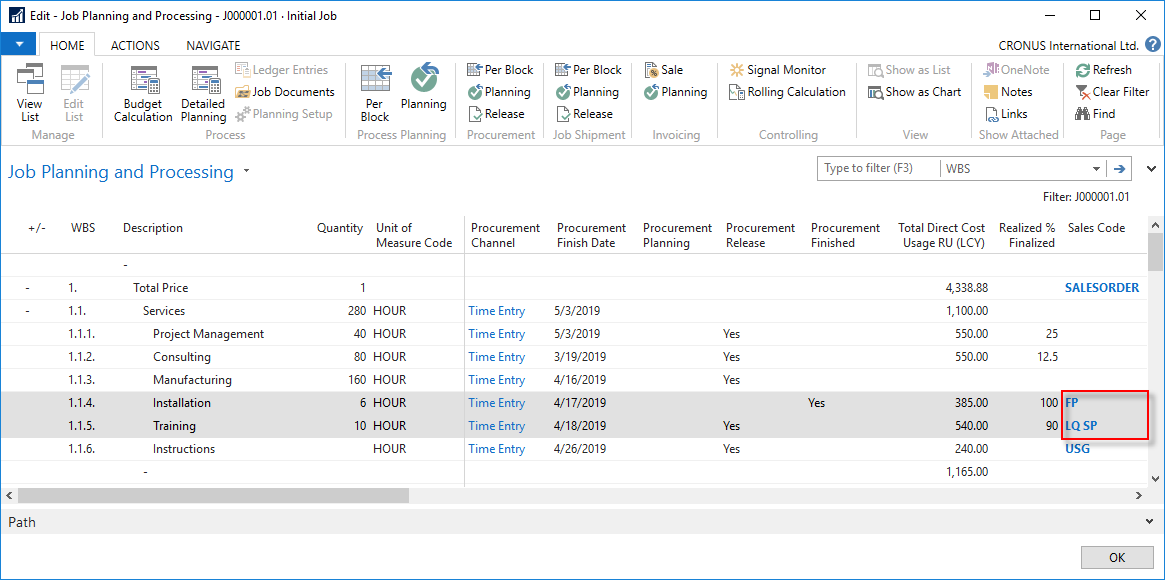 Edit - Job Planning and Processing - J000001.01 · Initial Job
HOME ACTIONS NAVIGATE CRONUS International Ltd. ?
View List
Edit List
Manage
Budget Calculation
Detailed Planning
Ledger Entries
Job Documents
Planning Setup
Process
Per Block
Planning
Process Planning
Per Block
Planning
Release
Procurement
Per Block
Planning
Release
Job Shipment
Sale
Planning
Invoicing
Signal Monitor
Rolling Calculation
Controlling
Show as List
Show as Chart
View
OneNote
Notes
Links
Show Attached
Refresh
Clear Filter
Find
Page
Job Planning and Processing
Type to filter (F3) WBS
Filter: J000001.01
+/- WBS Description Quantity Unit of Measure Code Procurement Channel Procurement Finish Date Procurement Planning Procurement Release Procurement Finished Total Direct Cost Usage RU (LCY) Realized % Finalized Sales Code
-
- 1. Total Price 1 4,338.88 SALESORDER
- 1.1. Services 280 HOUR Time Entry 5/3/2019 1,100.00
1.1.1. Project Management 40 HOUR Time Entry 5/3/2019 Yes 550.00 25
1.1.2. Consulting 80 HOUR Time Entry 3/19/2019 Yes 550.00 12.5
1.1.3. Manufacturing 160 HOUR Time Entry 4/16/2019 Yes
1.1.4. Installation 6 HOUR Time Entry 4/17/2019 Yes 385.00 100 FP
1.1.5. Training 10 HOUR Time Entry 4/18/2019 Yes 540.00 90 LQ SP
1.1.6. Instructions HOUR Time Entry 4/26/2019 Yes 240.00 USG
- 1,165.00
Path
OK